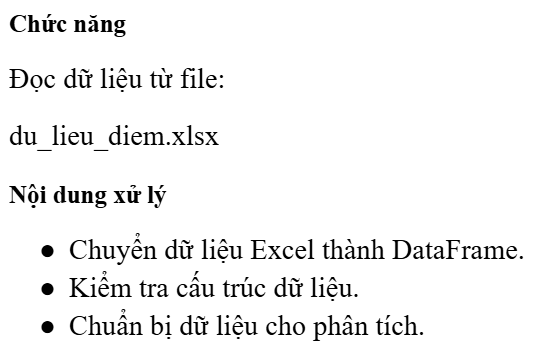 Chức năng
Đọc dữ liệu từ file:
du_lieu_diem.xlsx
Nội dung xử lý
● Chuyển dữ liệu Excel thành DataFrame.
● Kiểm tra cấu trúc dữ liệu.
● Chuẩn bị dữ liệu cho phân tích.